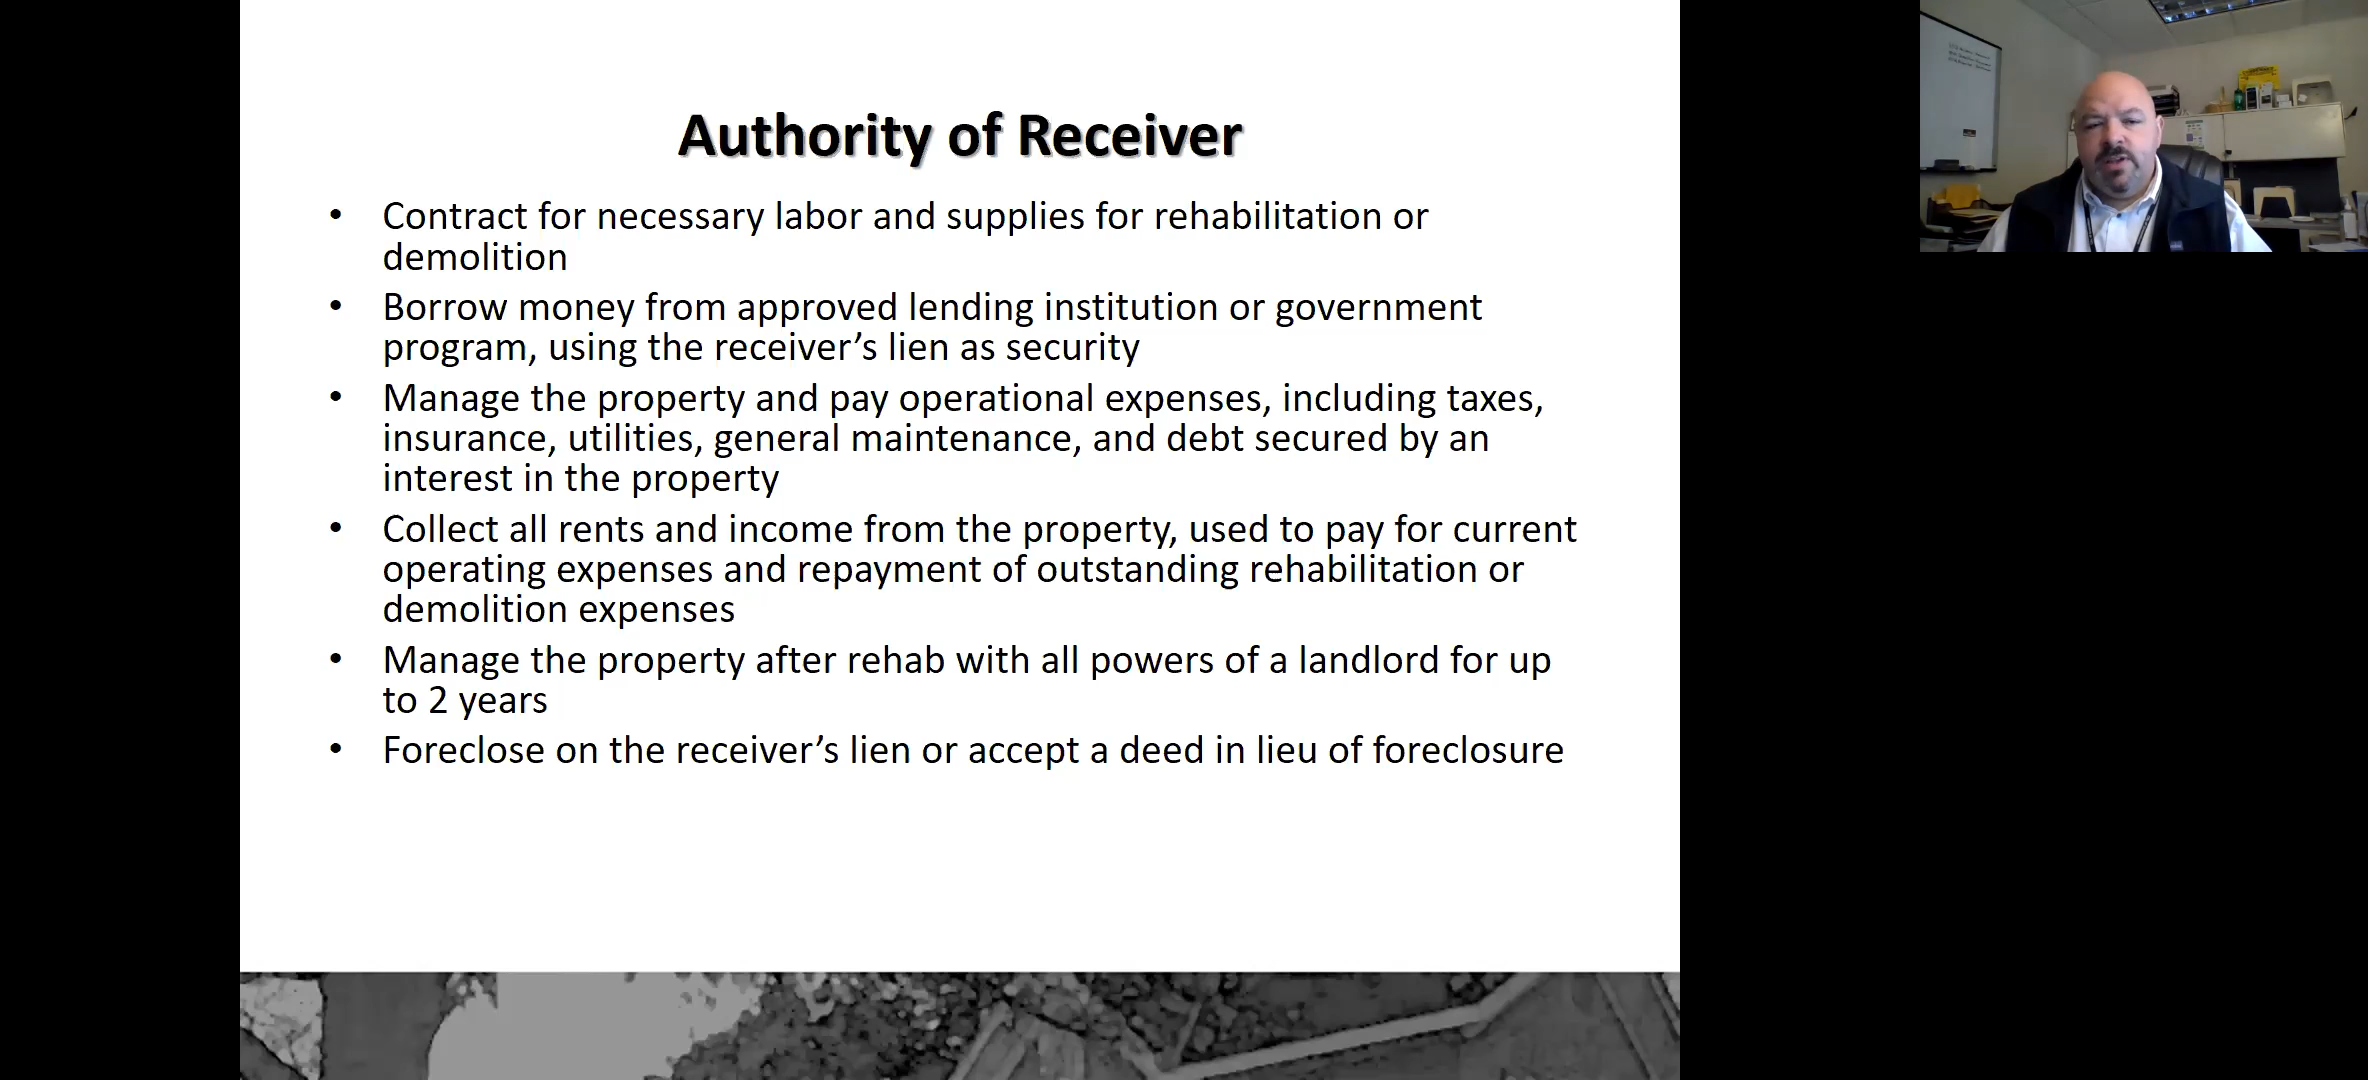 Authority of Receiver
• Contract for necessary labor and supplies for rehabilitation or
demolition
• Borrow money from approved lending institution or government
program, using the receiver’s lien as security
• Manage the property and pay operational expenses, including taxes,
insurance, utilities, general maintenance, and debt secured by an
interest in the property
• Collect all rents and income from the property, used to pay for current
operating expenses and repayment of outstanding rehabilitation or
demolition expenses
• Manage the property after rehab with all powers of a landlord for up
to 2 years
• Foreclose on the receiver’s lien or accept a deed in lieu of foreclosure